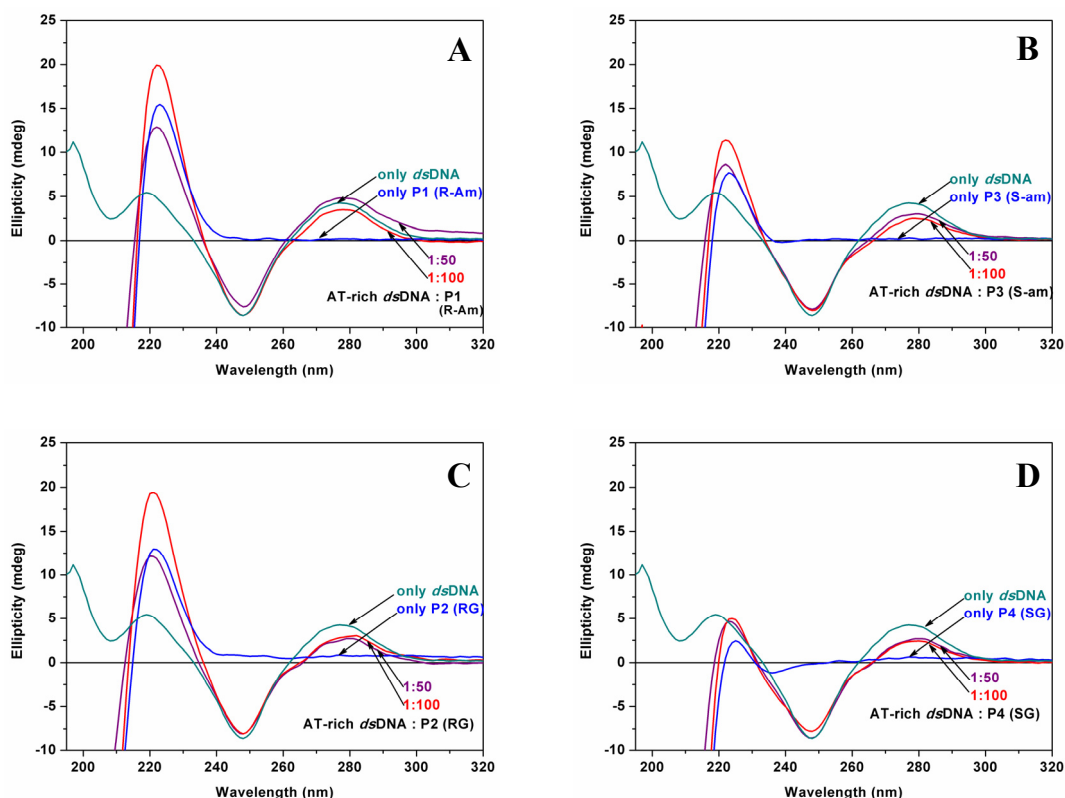 A
Ellipticity (mdeg)
25
20
15
10
5
0
-5
-10
only dsDNA
only P1 (R-Am)
1:50
1:100
AT-rich dsDNA : P1
(R-Am)
200 220 240 260 280 300 320
Wavelength (nm)
B
Ellipticity (mdeg)
25
20
15
10
5
0
-5
-10
only dsDNA
only P3 (S-am)
1:50
1:100
AT-rich dsDNA : P3 (S-am)
200 220 240 260 280 300 320
Wavelength (nm)
C
Ellipticity (mdeg)
25
20
15
10
5
0
-5
-10
only dsDNA
only P2 (RG)
1:50
1:100
AT-rich dsDNA : P2 (RG)
200 220 240 260 280 300 320
Wavelength (nm)
D
Ellipticity (mdeg)
25
20
15
10
5
0
-5
-10
only dsDNA
only P4 (SG)
1:50
1:100
AT-rich dsDNA : P4 (SG)
200 220 240 260 280 300 320
Wavelength (nm)